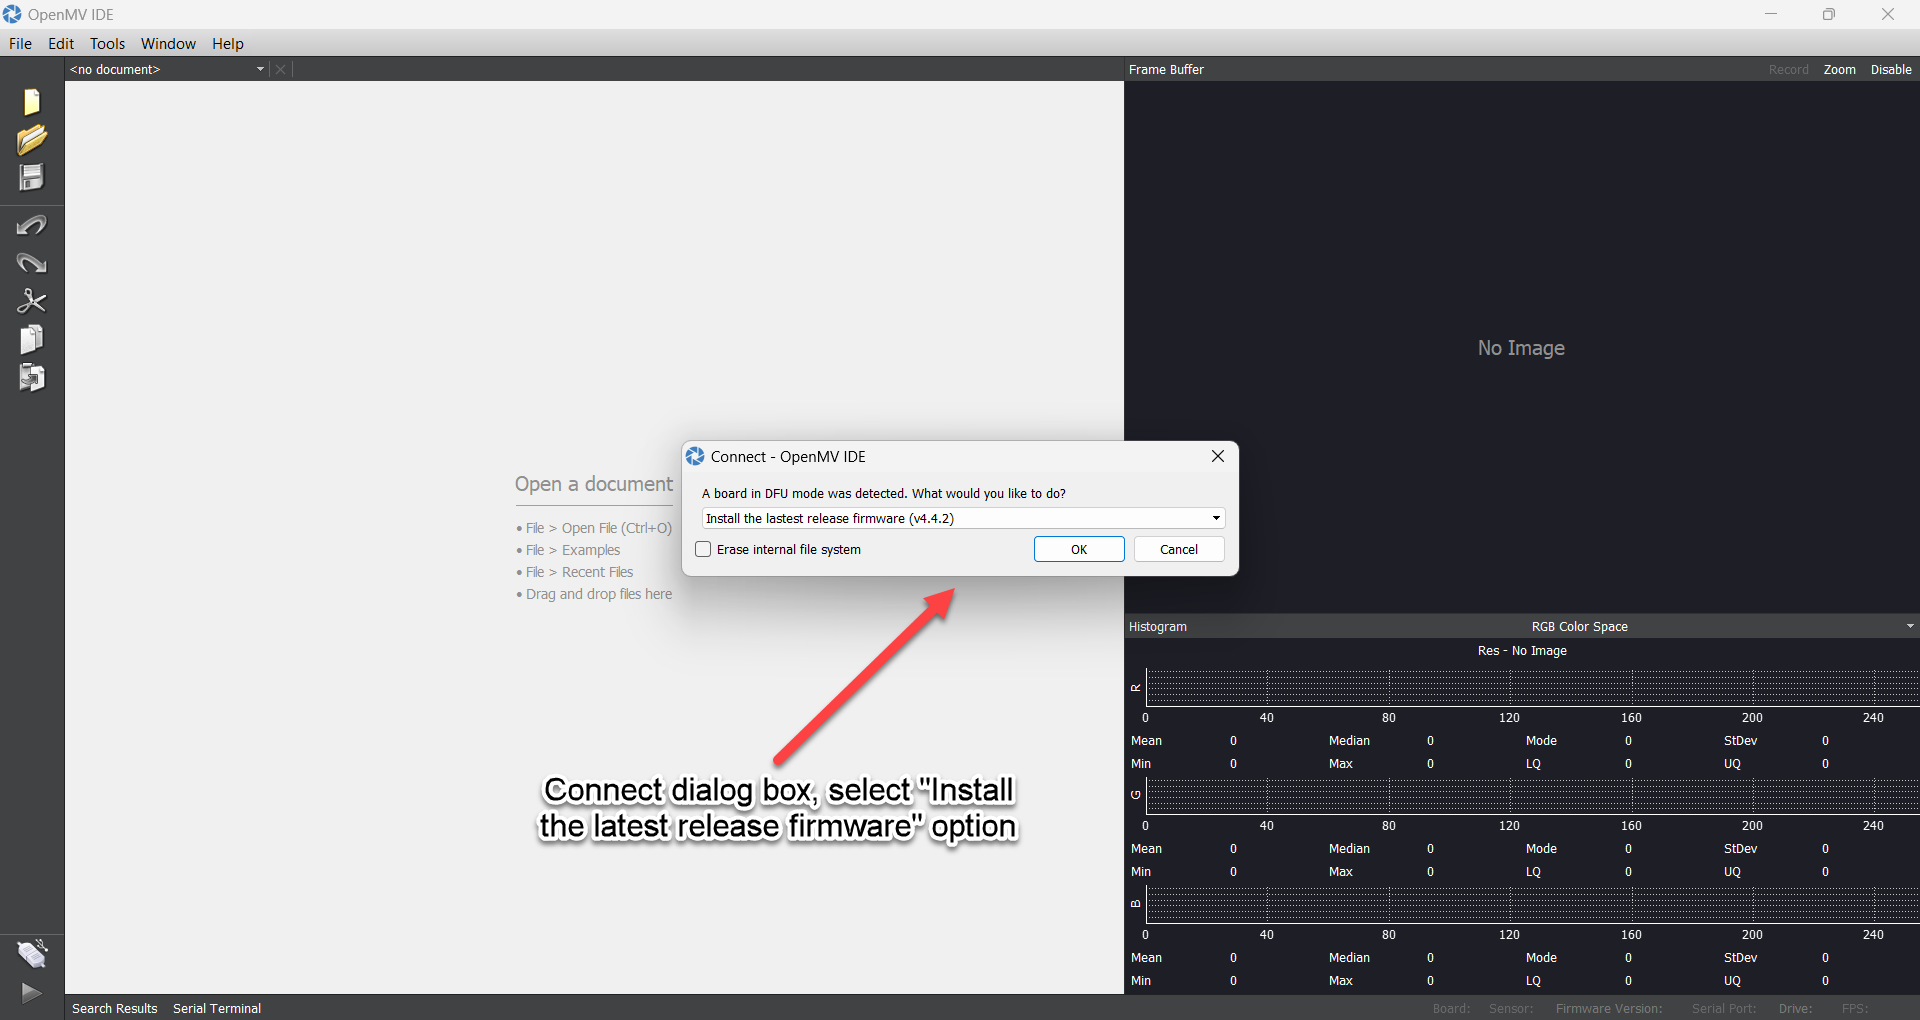 OpenMV IDE
File Edit Tools Window Help
<no document>
Frame Buffer Record Zoom Disable
No Image
Open a document
• File > Open File (Ctrl+O)
• File > Examples
• File > Recent Files
• Drag and drop files here
Connect - OpenMV IDE
A board in DFU mode was detected. What would you like to do?
Install the lastest release firmware (v4.4.2)
Erase internal file system OK Cancel
Connect dialog box, select "Install
the latest release firmware" option
Histogram RGB Color Space
Res - No Image
R
0 40 80 120 160 200 240
Mean 0 Median 0 Mode 0 StDev 0
Min 0 Max 0 LQ 0 UQ 0
G
0 40 80 120 160 200 240
Mean 0 Median 0 Mode 0 StDev 0
Min 0 Max 0 LQ 0 UQ 0
B
0 40 80 120 160 200 240
Mean 0 Median 0 Mode 0 StDev 0
Min 0 Max 0 LQ 0 UQ 0
Search Results Serial Terminal
Board: Sensor: Firmware Version: Serial Port: Drive: FPS: